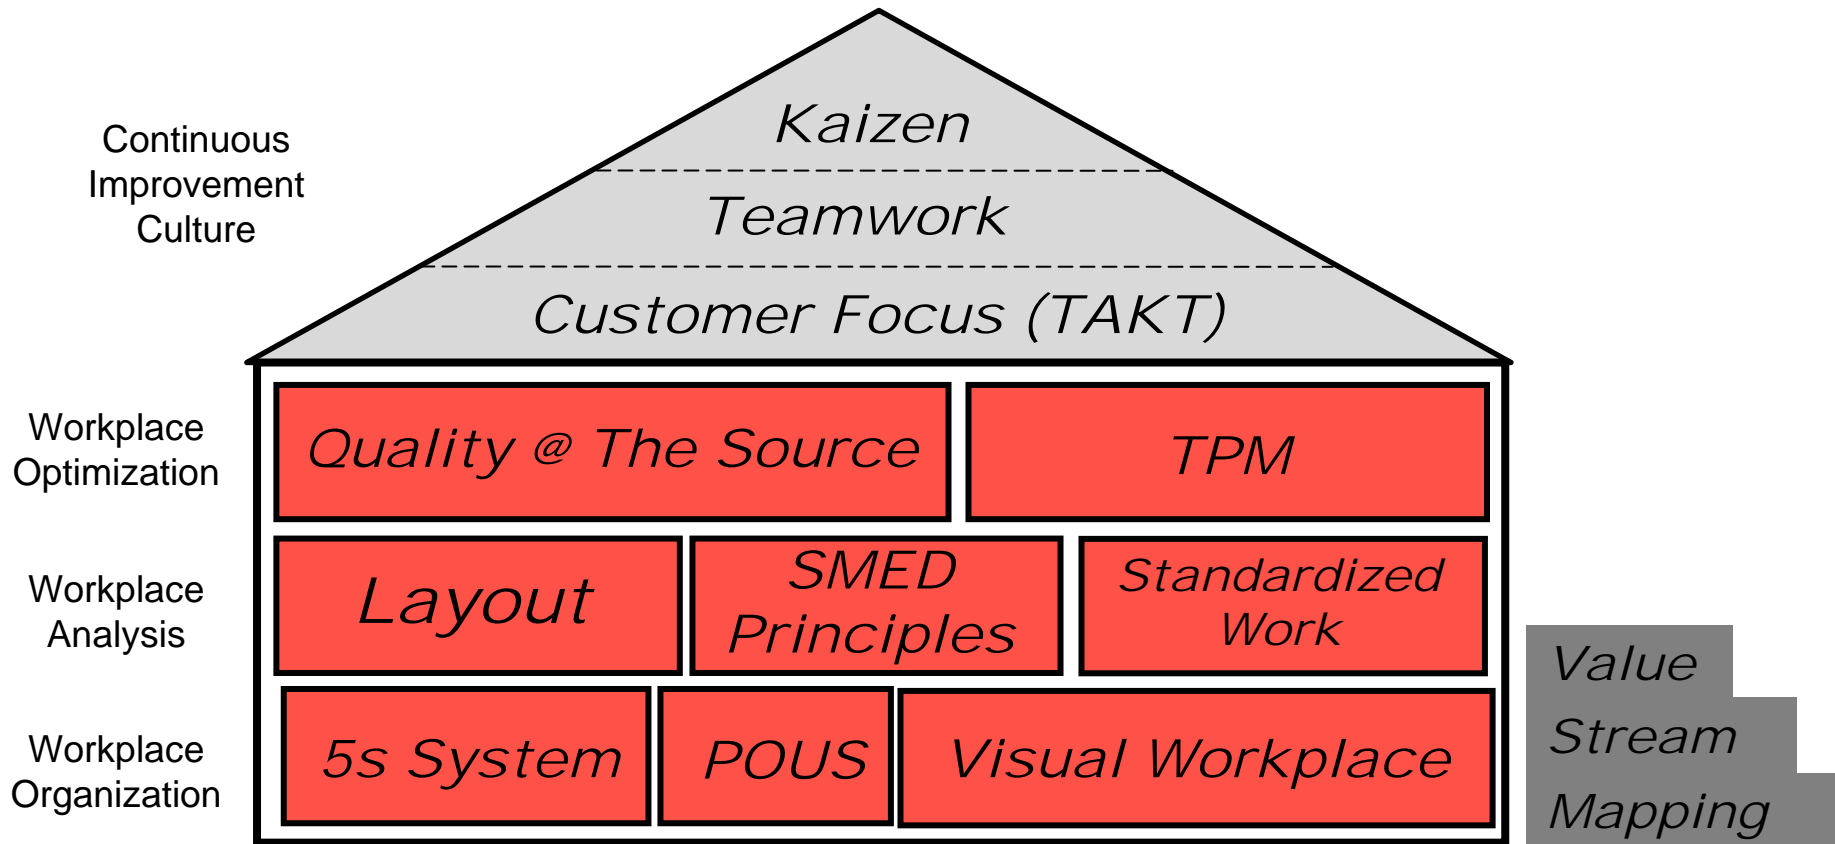 Kaizen
Continuous
Improvement
Culture
Teamwork
Customer Focus (TAKT)
Workplace
Optimization
Quality @ The Source
TPM
Workplace
Analysis
Layout
SMED
Principles
Standardized
Work
Workplace
Organization
5s System
POUS
Visual Workplace
Value
Stream
Mapping